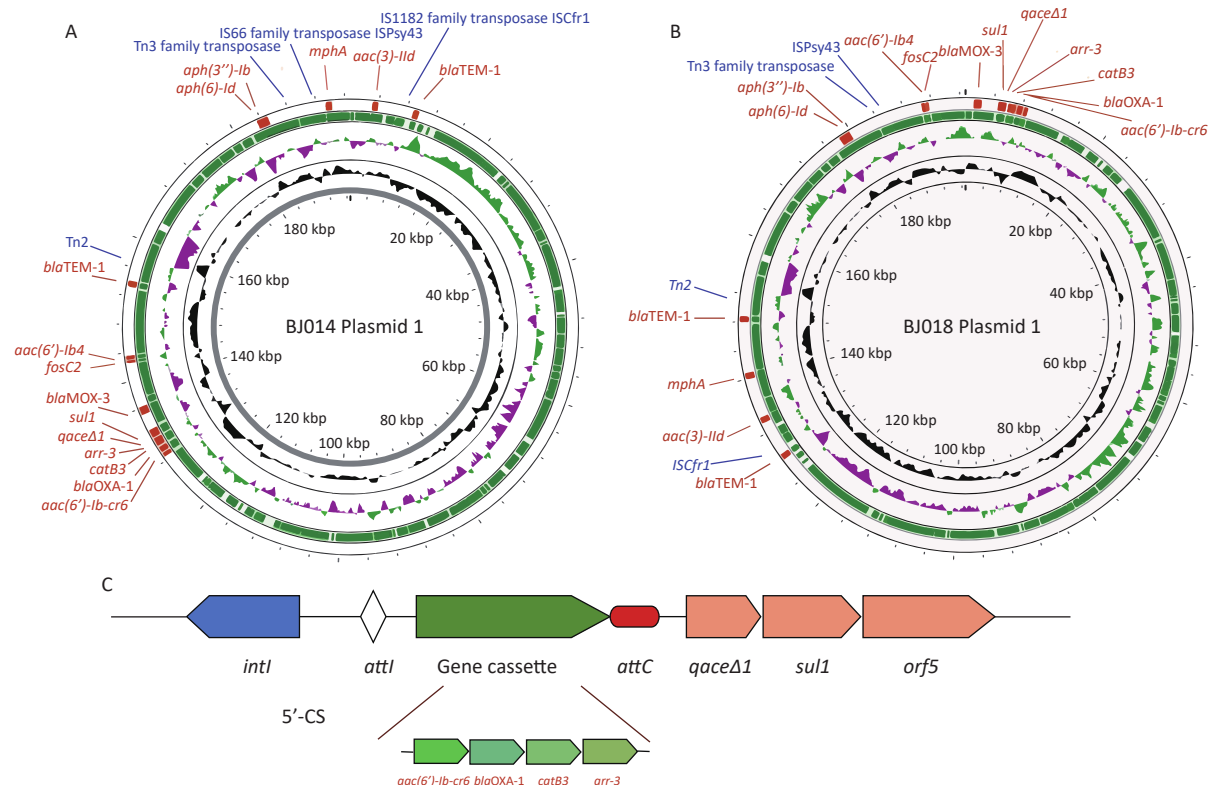 A
IS1182 family transposase ISCfr1
IS66 family transposase ISPsy43
Tn3 family transposase
mphA
aac(3)-IId
blaTEM-1
aph(3'')-Ib
aph(6)-Id
Tn2
blaTEM-1
aac(6')-Ib4
fosC2
blaMOX-3
sul1
qaceΔ1
arr-3
catB3
blaOXA-1
aac(6')-Ib-cr6
180 kbp
20 kbp
160 kbp
40 kbp
BJ014 Plasmid 1
140 kbp
60 kbp
120 kbp
80 kbp
100 kbp
B
qaceΔ1
sul1
arr-3
aac(6')-Ib4
ISPsy43
fosC2
blaMOX-3
catB3
Tn3 family transposase
blaOXA-1
aph(3'')-Ib
aac(6')-Ib-cr6
aph(6)-Id
Tn2
blaTEM-1
mphA
aac(3)-IId
ISCfr1
blaTEM-1
180 kbp
20 kbp
160 kbp
40 kbp
BJ018 Plasmid 1
140 kbp
60 kbp
120 kbp
80 kbp
100 kbp
C
intI
attI
Gene cassette
attC
qaceΔ1
sul1
orf5
5′-CS
aac(6')-Ib-cr6
blaOXA-1
catB3
arr-3